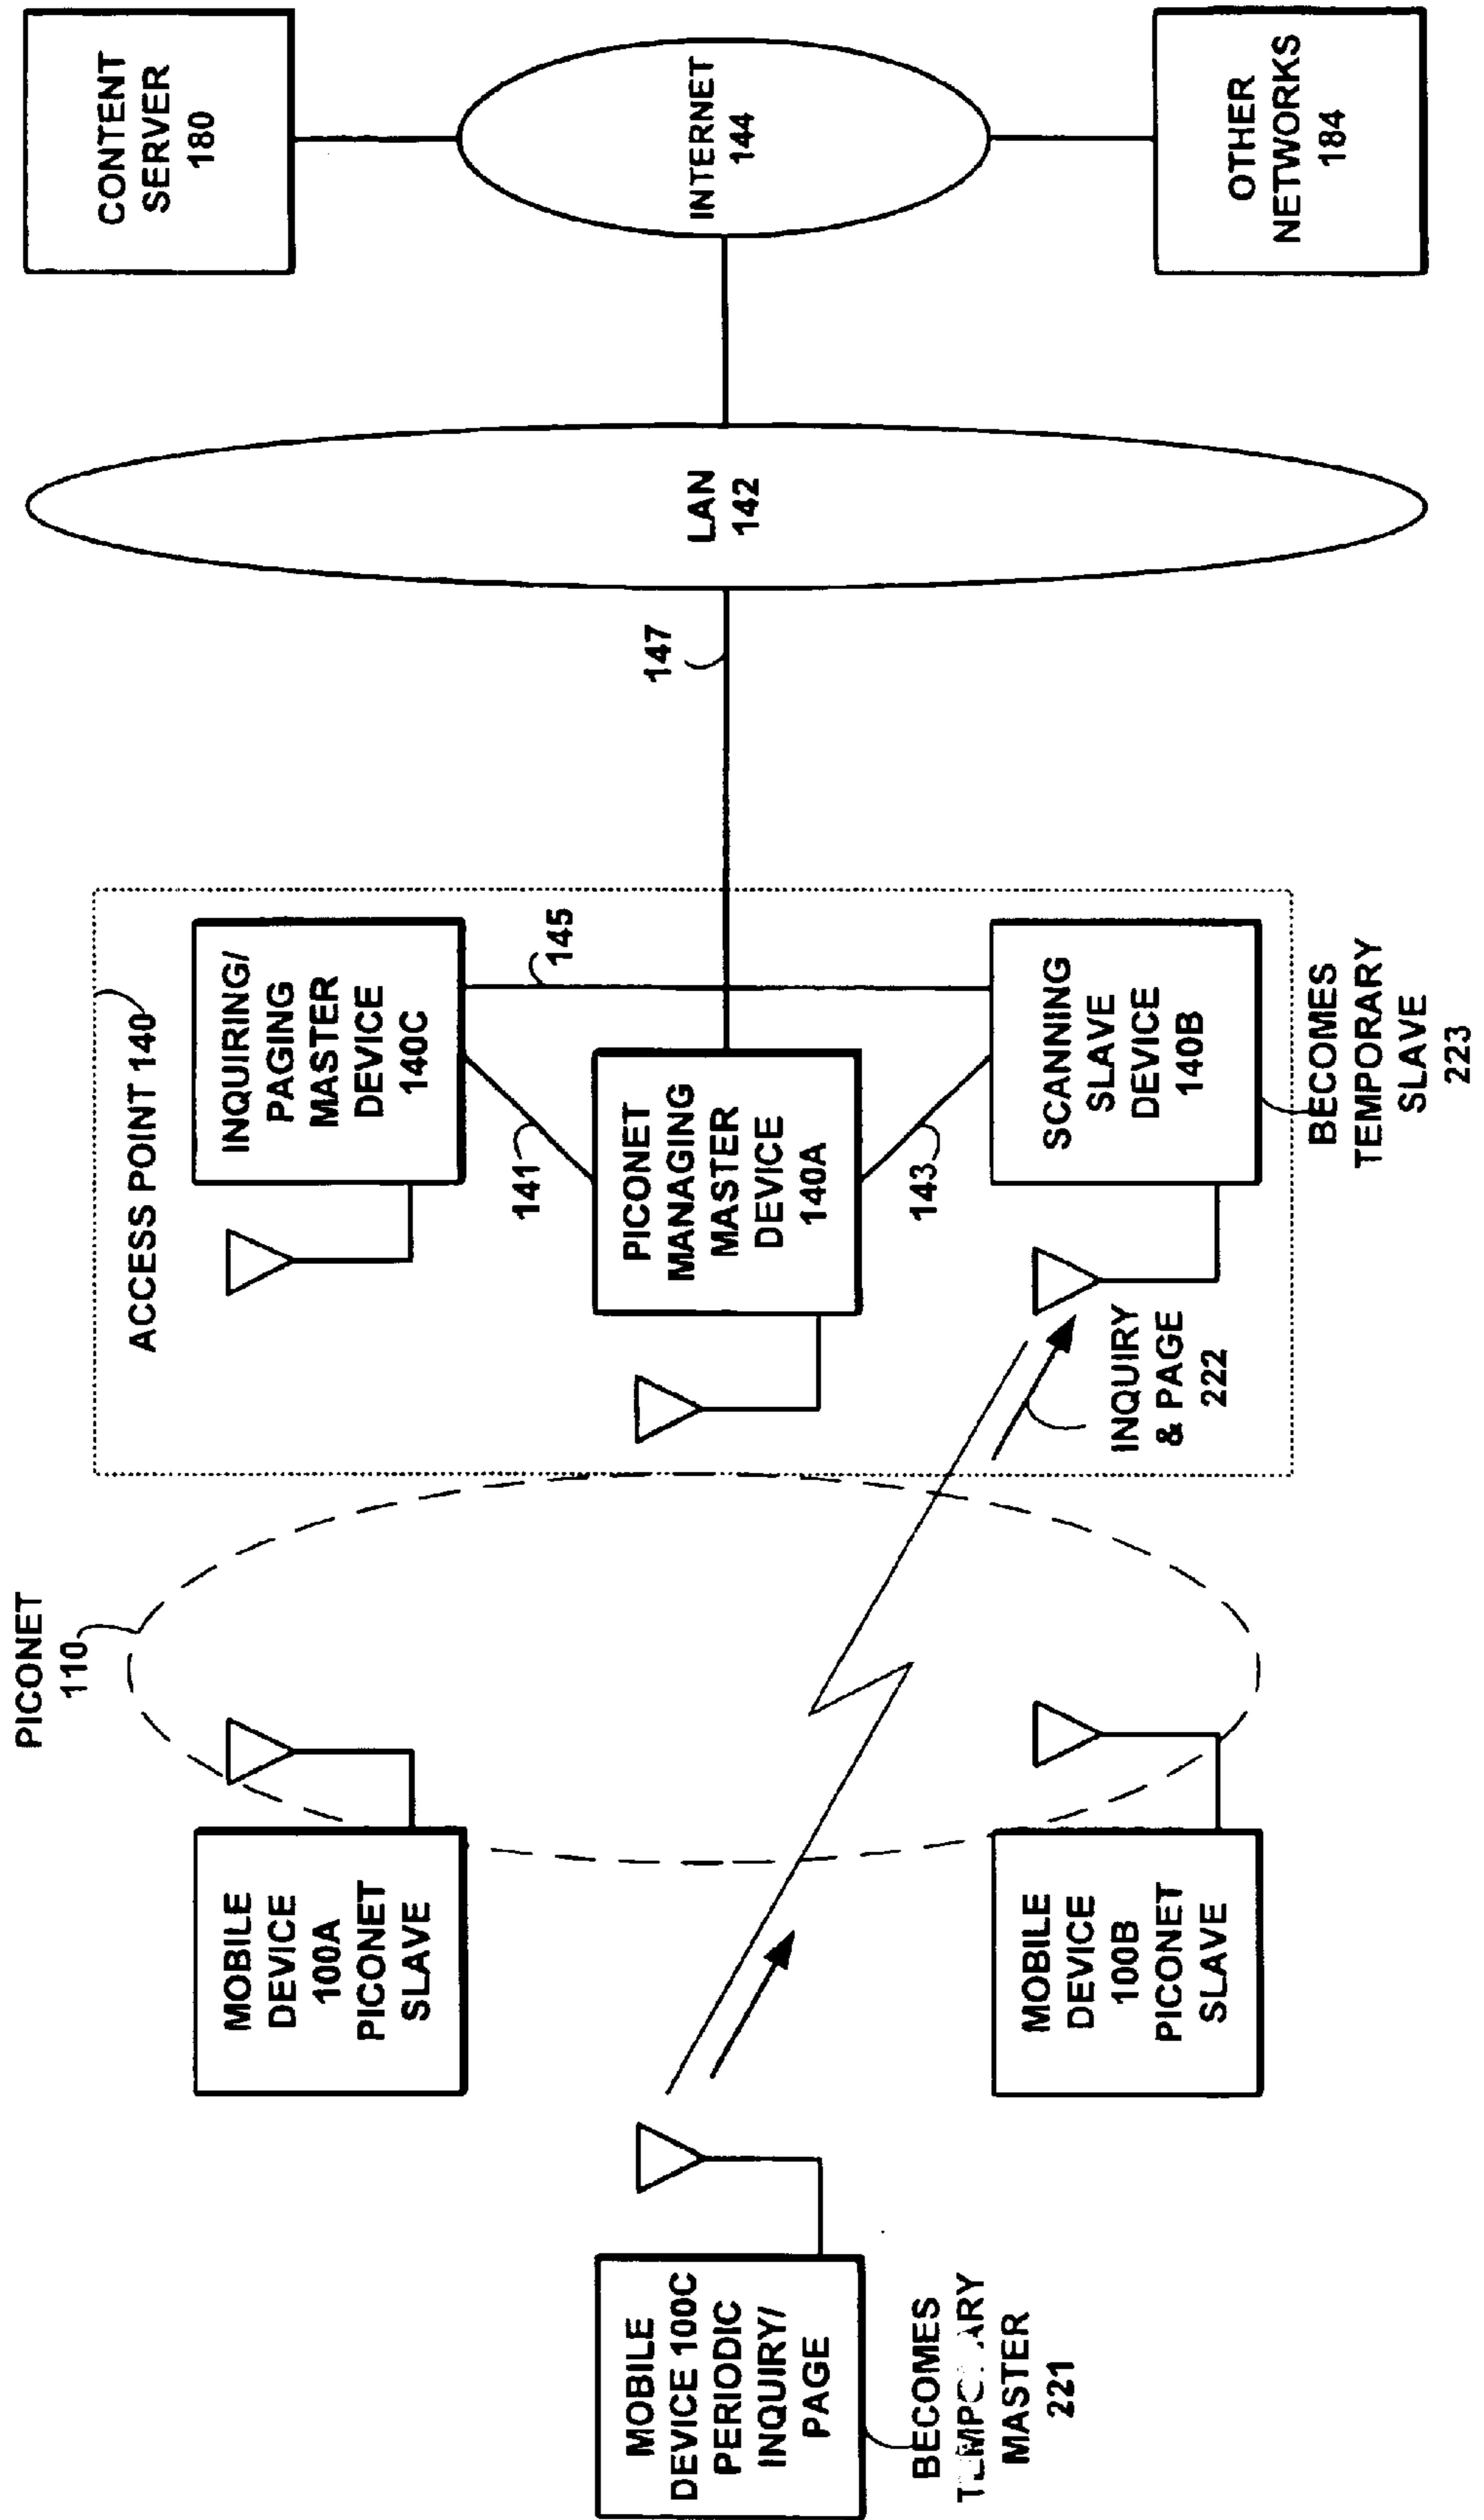 PICONET
110
MOBILE
DEVICE
100A
PICONET
SLAVE
MOBILE
DEVICE 100C
PERIODIC
INQUIRY/
PAGE
BECOMES
TEMPORARY
MASTER
221
MOBILE
DEVICE
100B
PICONET
SLAVE
ACCESS POINT 140
INQUIRING/
PAGING
MASTER
DEVICE
140C
145
141
PICONET
MANAGING
MASTER
DEVICE
140A
143
INQUIRY
& PAGE
222
SCANNING
SLAVE
DEVICE
140B
BECOMES
TEMPORARY
SLAVE
223
147
LAN
142
CONTENT
SERVER
180
INTERNET
144
OTHER
NETWORKS
184